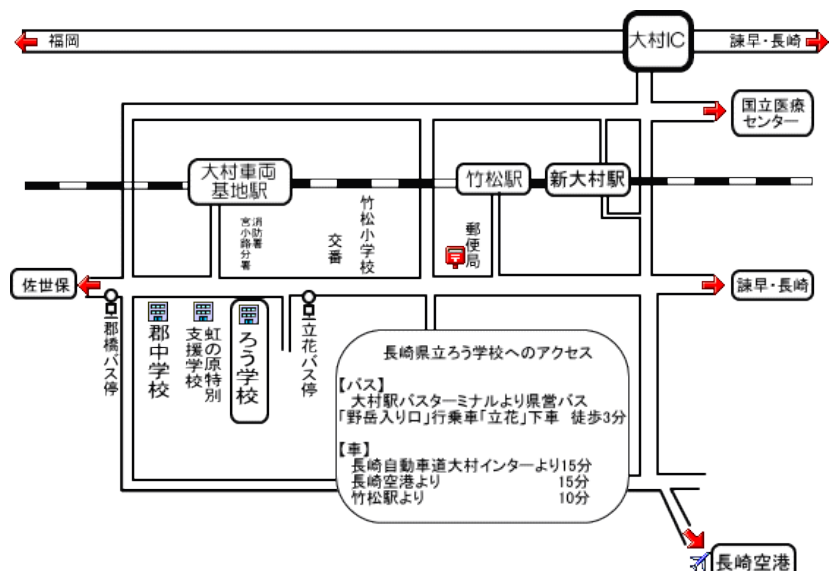 福岡
大村IC
諫早・長崎
国立医療
センター
大村車両
基地駅
竹松駅
新大村駅
消防署
宮小路分署
交番
竹松小学校
郵便局
佐世保
諫早・長崎
郡橋バス停
郡中学校
虹の原特別
支援学校
ろう学校
立花バス停
長崎県立ろう学校へのアクセス
【バス】
大村駅バスターミナルより県営バス
「野岳入り口」行乗車「立花」下車 徒歩3分
【車】
長崎自動車道大村インターより15分
長崎空港より 15分
竹松駅より 10分
長崎空港